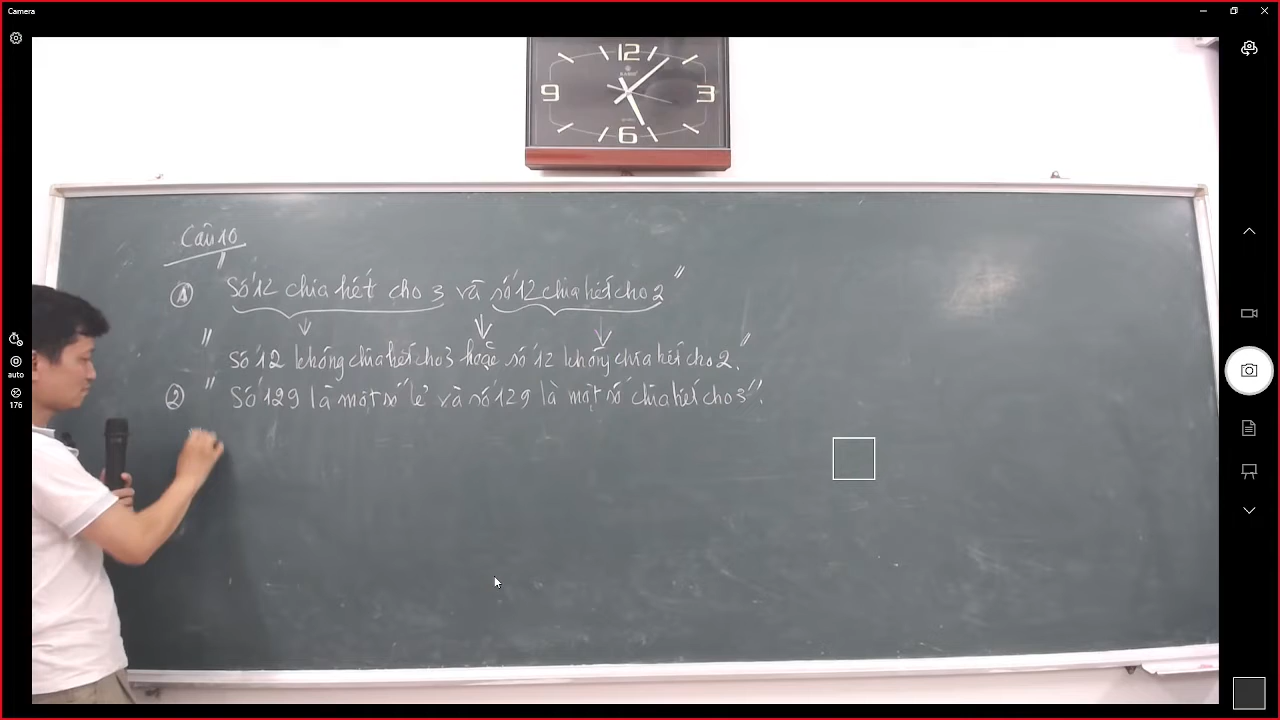 Camera
12
9
3
6
Câu 10
① "Số 12 chia hết cho 3 và số 12 chia hết cho 2"
"Số 12 không chia hết cho 3 hoặc số 12 không chia hết cho 2."
② "Số 129 là một số lẻ và số 129 là một số chia hết cho 3".
auto
176